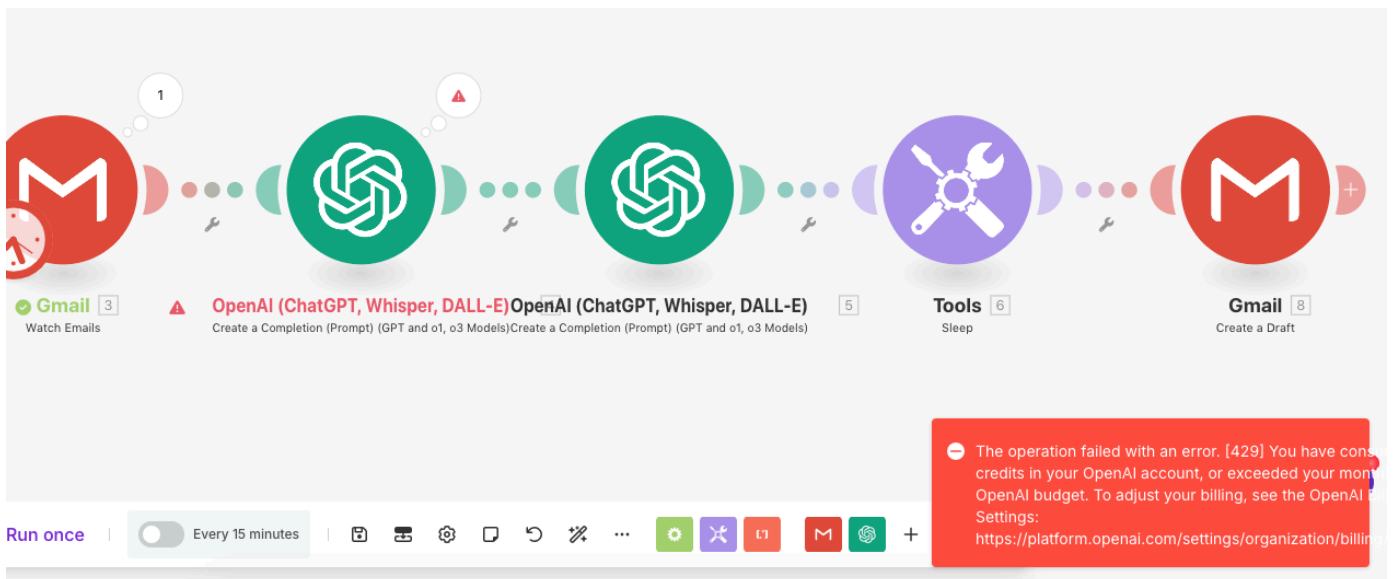 1
Gmail 3
Watch Emails
OpenAI (ChatGPT, Whisper, DALL-E)
Create a Completion (Prompt) (GPT and o1, o3 Models)
OpenAI (ChatGPT, Whisper, DALL-E) 5
Create a Completion (Prompt) (GPT and o1, o3 Models)
Tools 6
Sleep
Gmail 8
Create a Draft
The operation failed with an error. [429] You have
credits in your OpenAI account, or exceeded your
OpenAI budget. To adjust your billing, see the OpenAI
Settings:
https://platform.openai.com/settings/organization/billing
Run once
Every 15 minutes